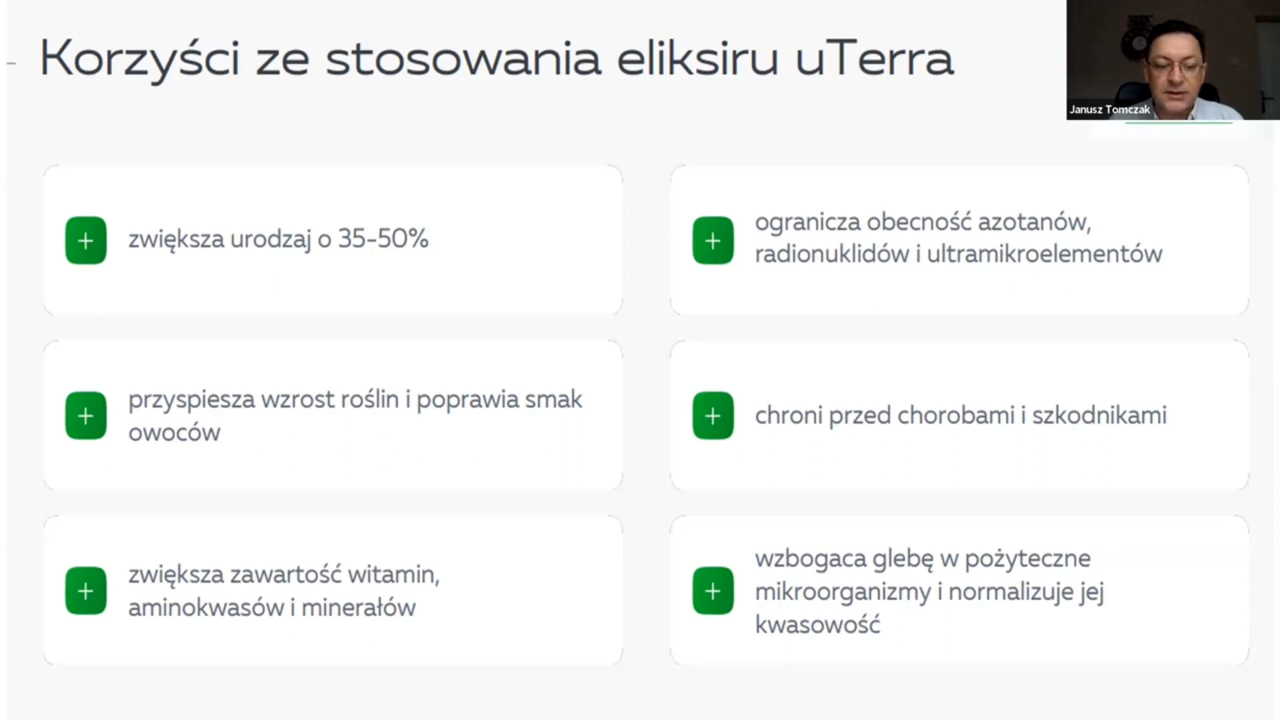 Korzyści ze stosowania eliksiru uTerra
Janusz Tomczak
zwiększa urodzaj o 35-50%
ogranicza obecność azotanów,
radionuklidów i ultramikroelementów
przyspiesza wzrost roślin i poprawia smak
owoców
chroni przed chorobami i szkodnikami
zwiększa zawartość witamin,
aminokwasów i minerałów
wzbogaca glebę w pożyteczne
mikroorganizmy i normalizuje jej
kwasowość